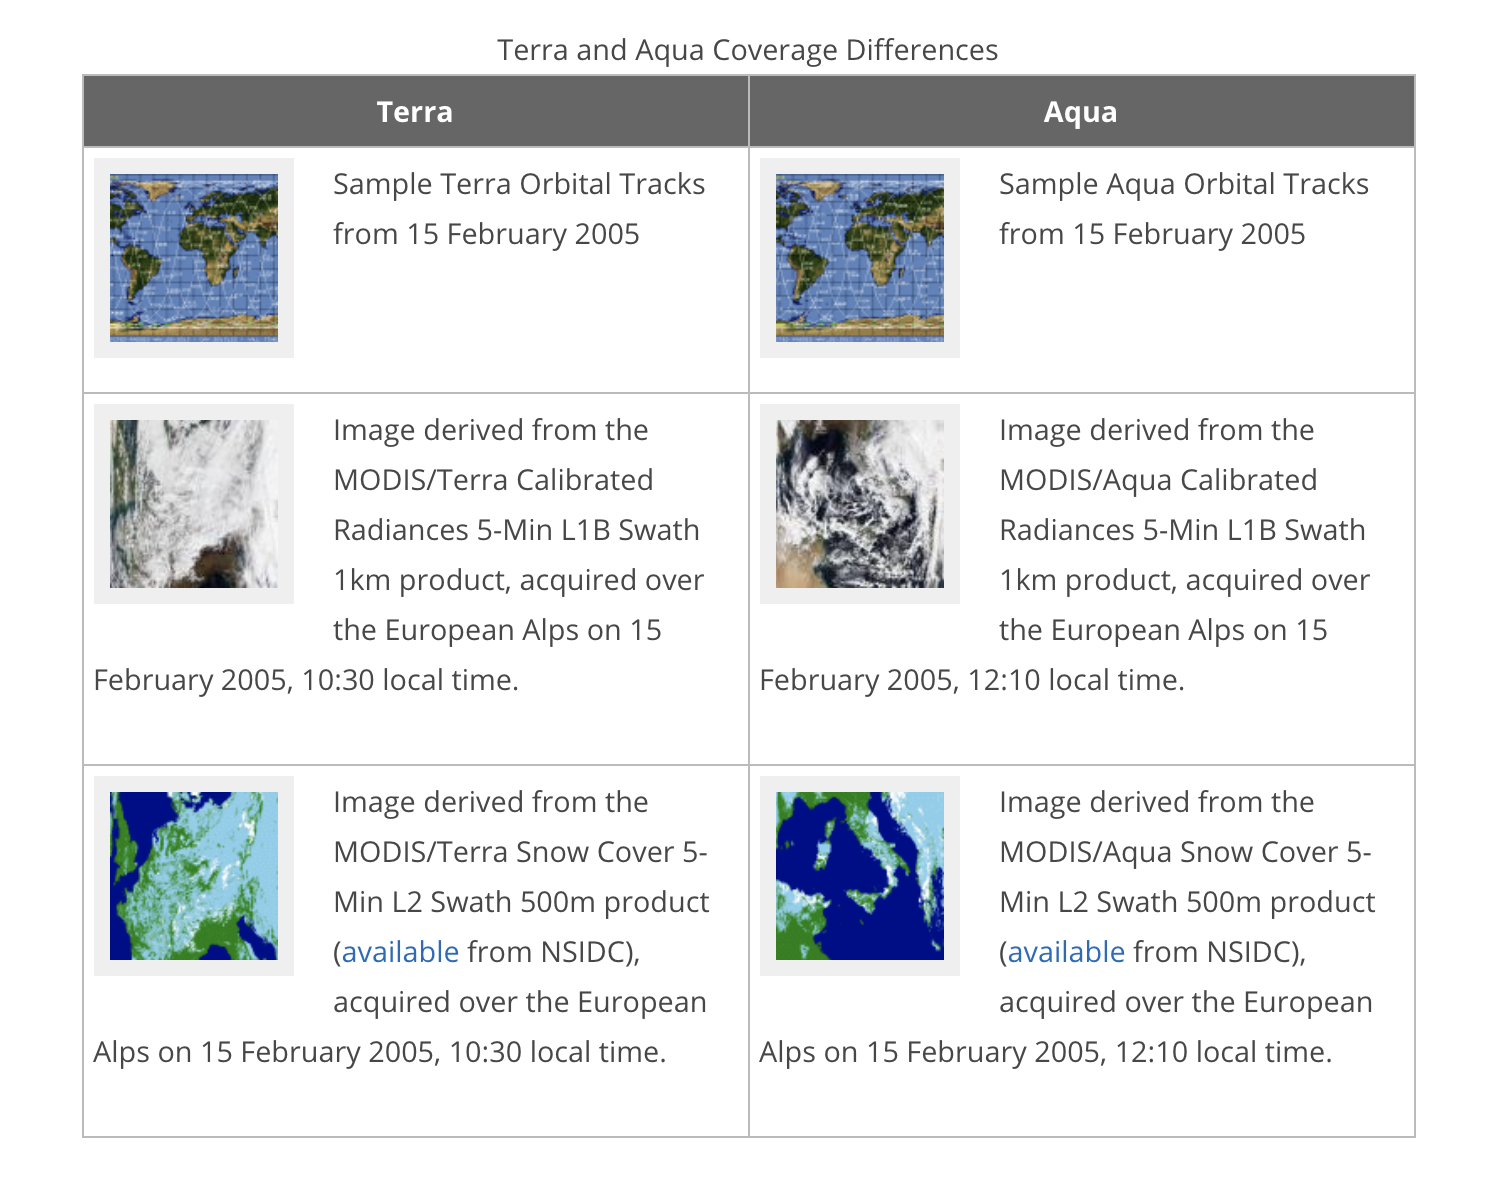 Terra and Aqua Coverage Differences
Terra
Aqua
Sample Terra Orbital Tracks
from 15 February 2005
Sample Aqua Orbital Tracks
from 15 February 2005
Image derived from the
MODIS/Terra Calibrated
Radiances 5-Min L1B Swath
1km product, acquired over
the European Alps on 15
February 2005, 10:30 local time.
Image derived from the
MODIS/Aqua Calibrated
Radiances 5-Min L1B Swath
1km product, acquired over
the European Alps on 15
February 2005, 12:10 local time.
Image derived from the
MODIS/Terra Snow Cover 5-
Min L2 Swath 500m product
(available from NSIDC),
acquired over the European
Alps on 15 February 2005, 10:30 local time.
Image derived from the
MODIS/Aqua Snow Cover 5-
Min L2 Swath 500m product
(available from NSIDC),
acquired over the European
Alps on 15 February 2005, 12:10 local time.